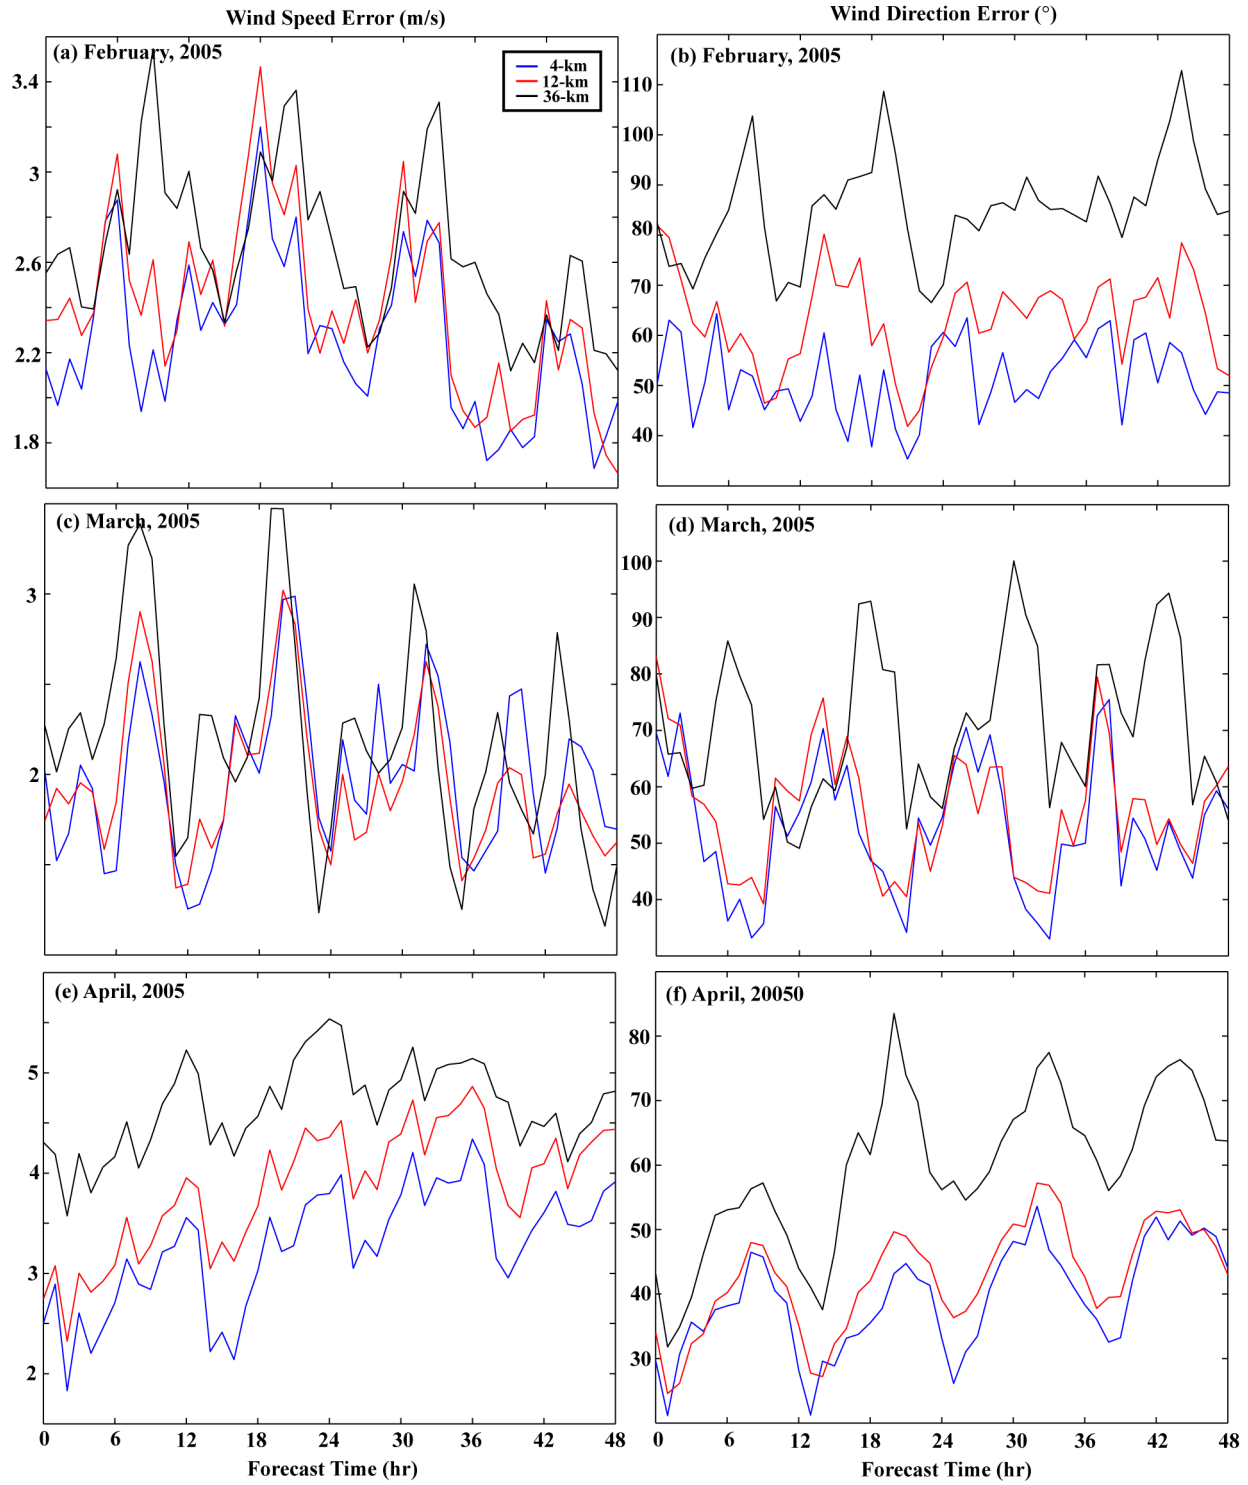 Wind Speed Error (m/s)
Wind Direction Error (°)
(a) February, 2005
4-km
12-km
36-km
3.4
3
2.6
2.2
1.8
(b) February, 2005
110
100
90
80
70
60
50
40
(c) March, 2005
3
2
(d) March, 2005
100
90
80
70
60
50
40
(e) April, 2005
5
4
3
2
0 6 12 18 24 30 36 42 48
Forecast Time (hr)
(f) April, 20050
80
70
60
50
40
30
0 6 12 18 24 30 36 42 48
Forecast Time (hr)